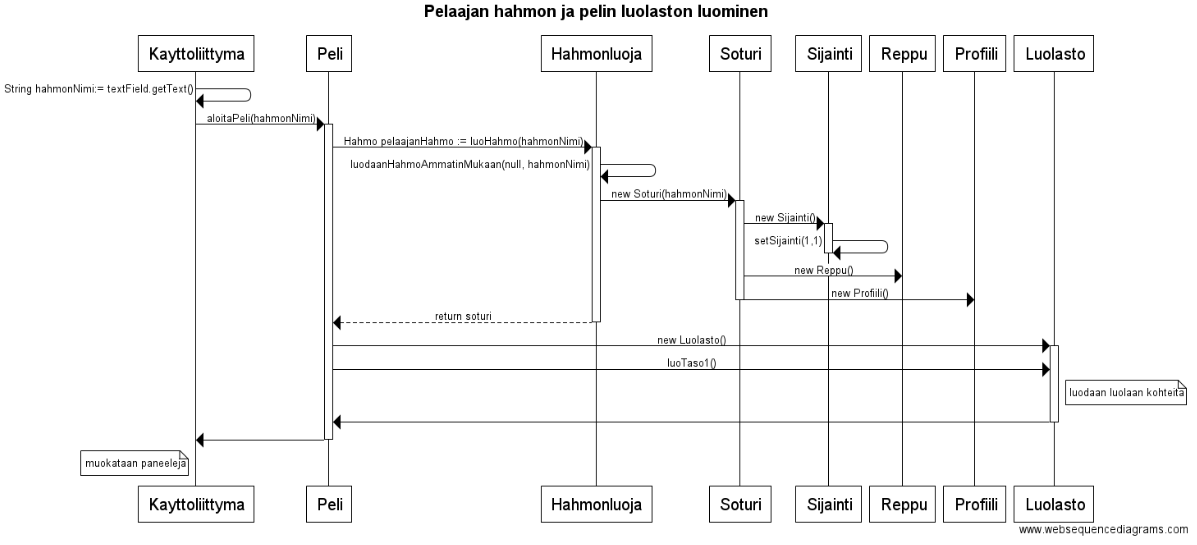 Pelaajan hahmon ja pelin luolaston luominen
Kayttoliittyma
Peli
Hahmonluoja
Soturi
Sijainti
Reppu
Profiili
Luolasto
String hahmonNimi:= textField.getText()
aloitaPeli(hahmonNimi)
Hahmo pelaajanHahmo := luoHahmo(hahmonNimi)
luodaanHahmoAmmatinMukaan(null, hahmonNimi)
new Soturi(hahmonNimi)
new Sijainti()
setSijainti(1,1)
new Reppu()
new Profiili()
return soturi
new Luolasto()
luoTaso1()
luodaan luolaan kohteita
muokataan paneeleja
Kayttoliittyma
Peli
Hahmonluoja
Soturi
Sijainti
Reppu
Profiili
Luolasto
www.websequencediagrams.com